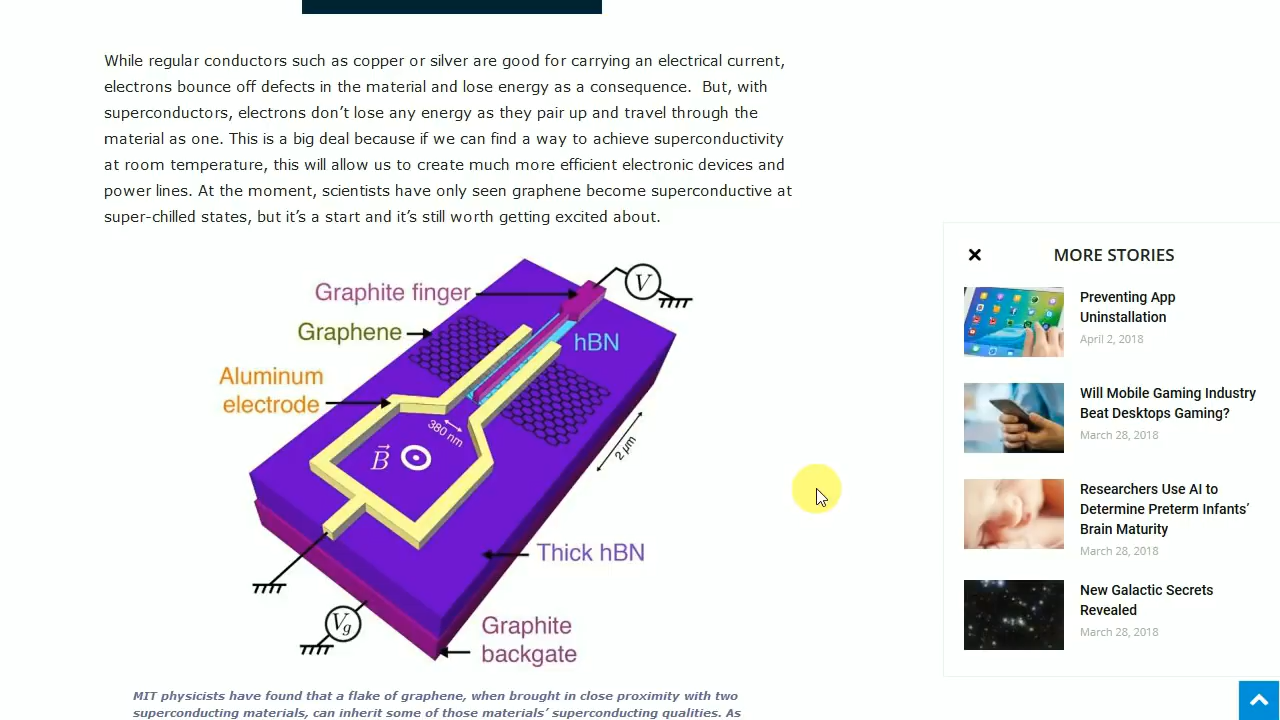 While regular conductors such as copper or silver are good for carrying an electrical current,
electrons bounce off defects in the material and lose energy as a consequence.  But, with
superconductors, electrons don’t lose any energy as they pair up and travel through the
material as one. This is a big deal because if we can find a way to achieve superconductivity
at room temperature, this will allow us to create much more efficient electronic devices and
power lines. At the moment, scientists have only seen graphene become superconductive at
super-chilled states, but it’s a start and it’s still worth getting excited about.
Graphite finger
V
Graphene
hBN
Aluminum
electrode
380 nm
B
2 μm
Thick hBN
Vg
Graphite
backgate
MIT physicists have found that a flake of graphene, when brought in close proximity with two
superconducting materials, can inherit some of those materials’ superconducting qualities. As
MORE STORIES
Preventing App
Uninstallation
April 2, 2018
Will Mobile Gaming Industry
Beat Desktops Gaming?
March 28, 2018
Researchers Use AI to
Determine Preterm Infants’
Brain Maturity
March 28, 2018
New Galactic Secrets
Revealed
March 28, 2018